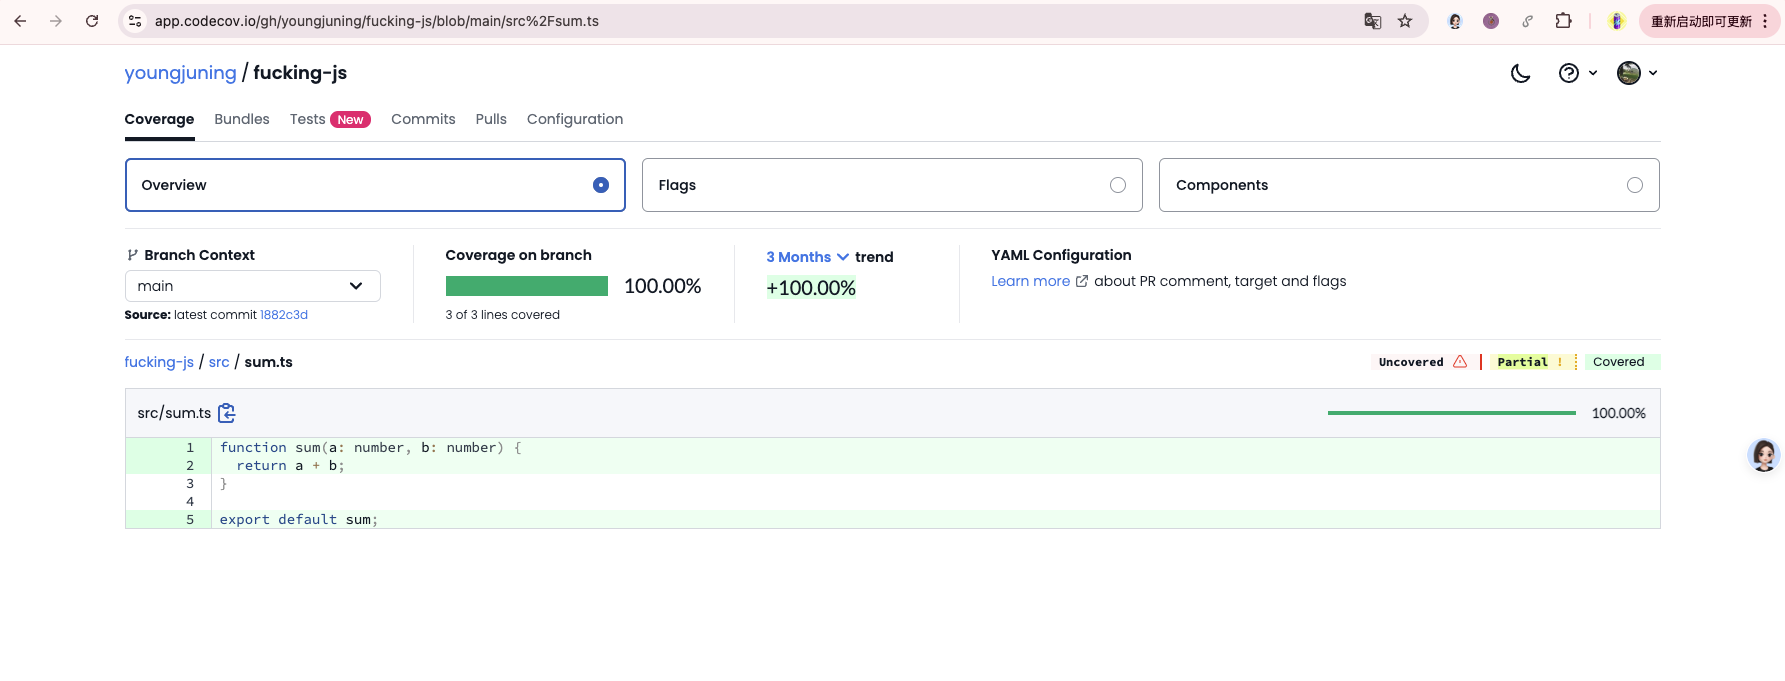 app.codecov.io/gh/youngjuning/fucking-js/blob/main/src%2Fsum.ts
重新启动即可更新
youngjuning / fucking-js
Coverage Bundles Tests New Commits Pulls Configuration
Overview Flags Components
Branch Context
main
Source: latest commit 1882c3d
Coverage on branch
100.00%
3 of 3 lines covered
3 Months trend
+100.00%
YAML Configuration
Learn more about PR comment, target and flags
fucking-js / src / sum.ts
Uncovered Partial ! Covered
src/sum.ts 100.00%
1 function sum(a: number, b: number) {
2 return a + b;
3 }
4
5 export default sum;